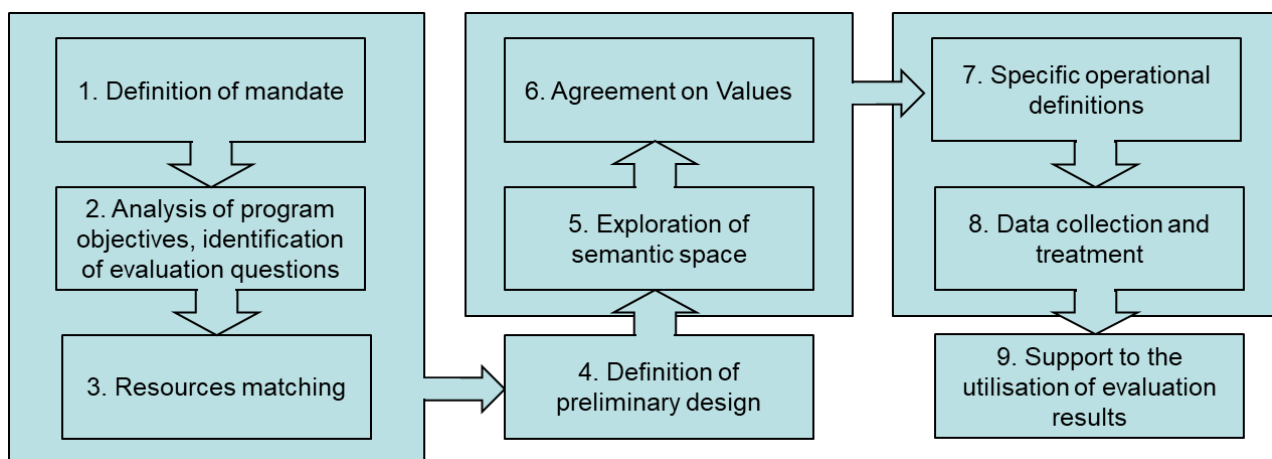 1. Definition of mandate
2. Analysis of program
objectives, identification
of evaluation questions
3. Resources matching
4. Definition of
preliminary design
5. Exploration of
semantic space
6. Agreement on Values
7. Specific operational
definitions
8. Data collection and
treatment
9. Support to the
utilisation of evaluation
results